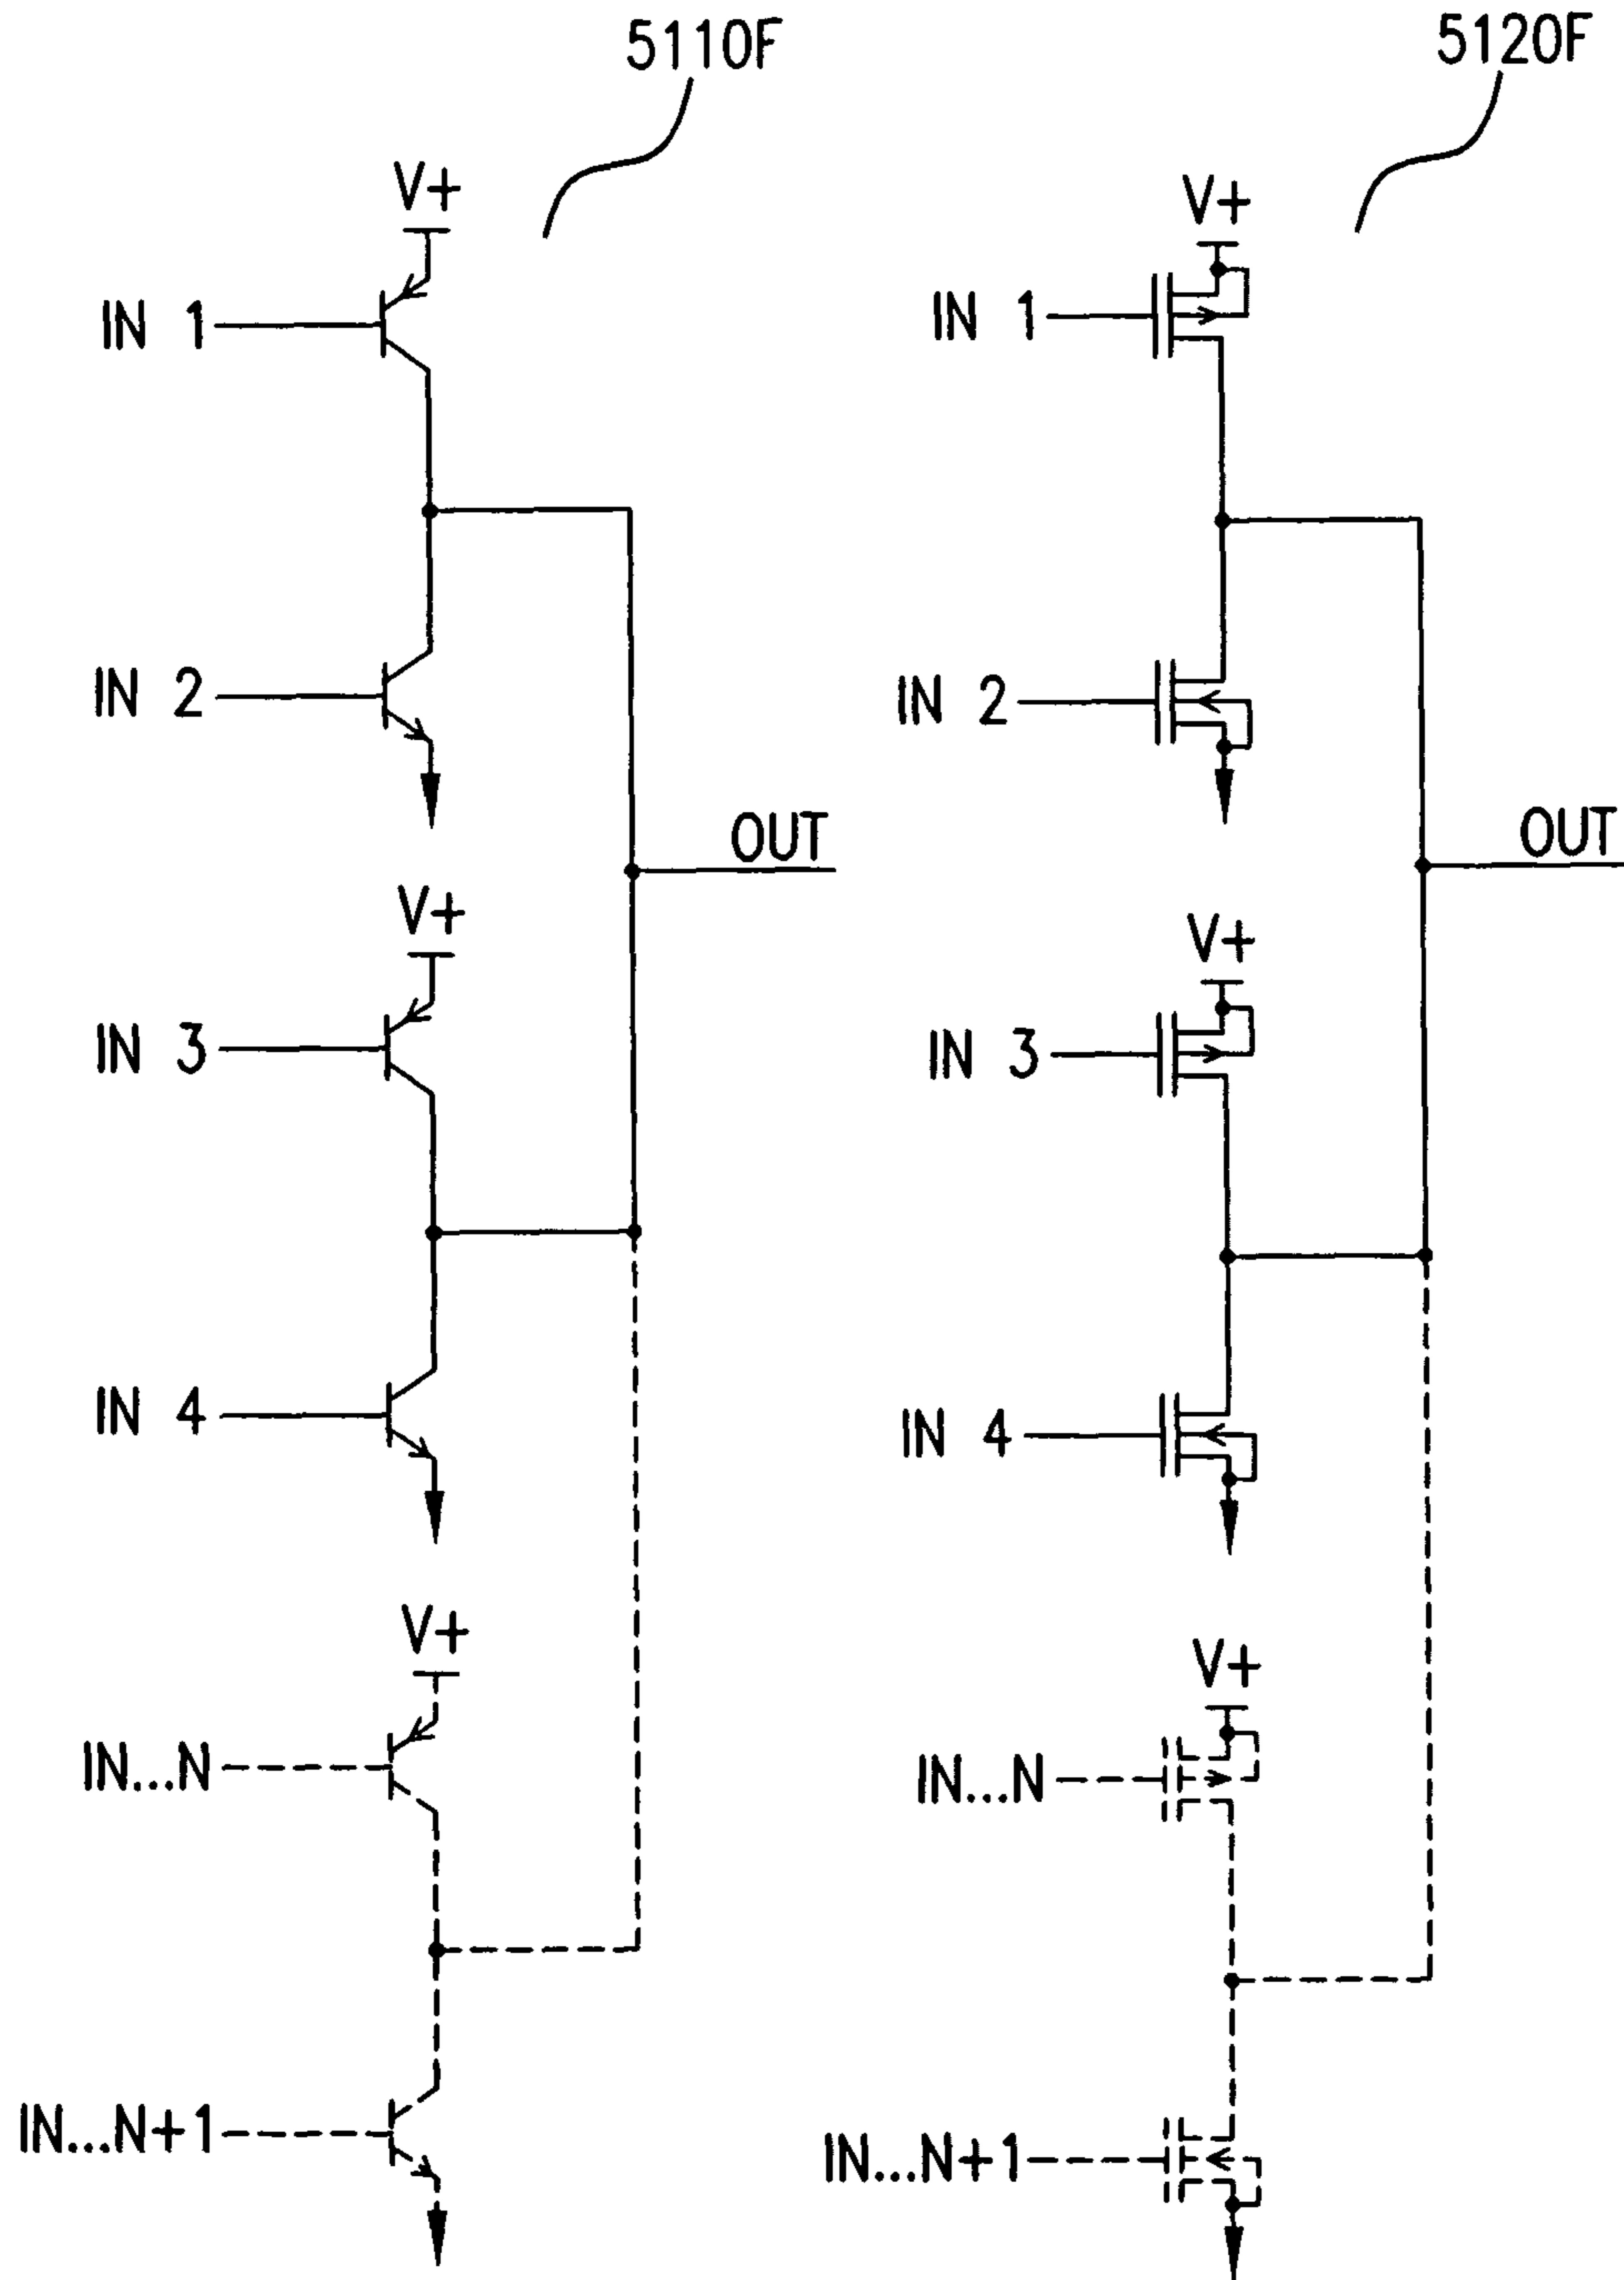 5110F
V+
IN 1
IN 2
OUT
V+
IN 3
IN 4
V+
IN...N
IN...N+1
5120F
V+
IN 1
IN 2
OUT
V+
IN 3
IN 4
V+
IN...N
IN...N+1